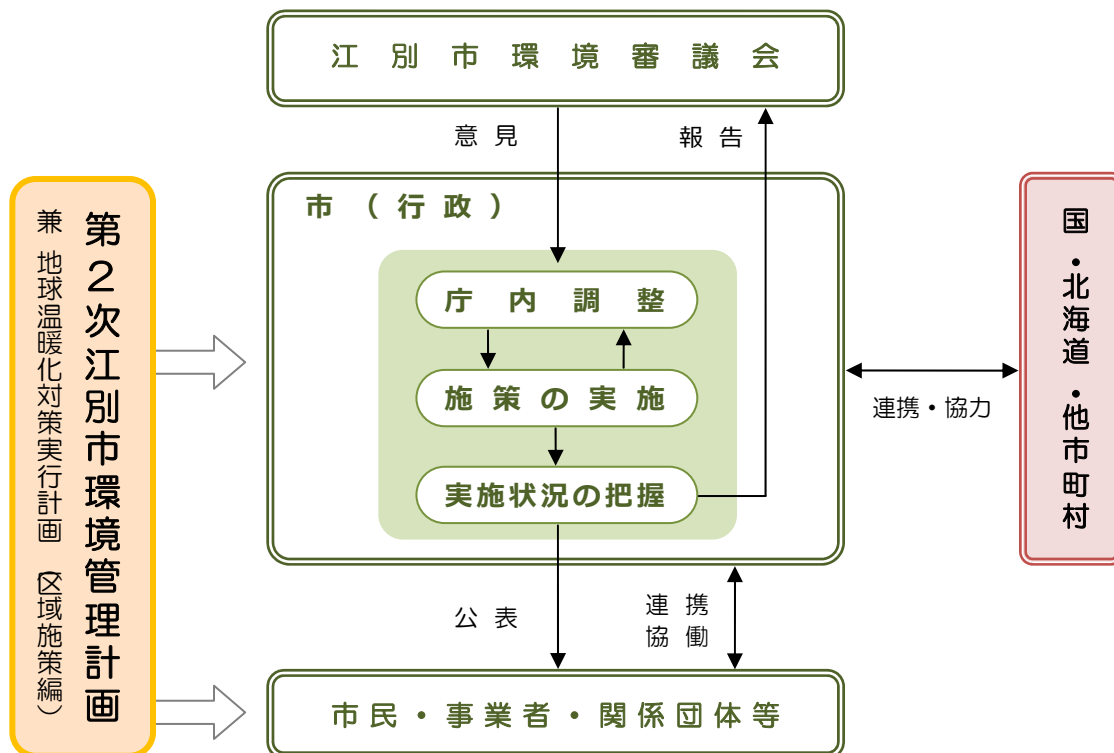 江別市環境審議会
意見
報告
第２次江別市環境管理計画
兼 地球温暖化対策実行計画 （区域施策編）
市（行政）
庁内調整
施策の実施
実施状況の把握
連携・協力
国・北海道・他市町村
公表
連携
協働
市民・事業者・関係団体等